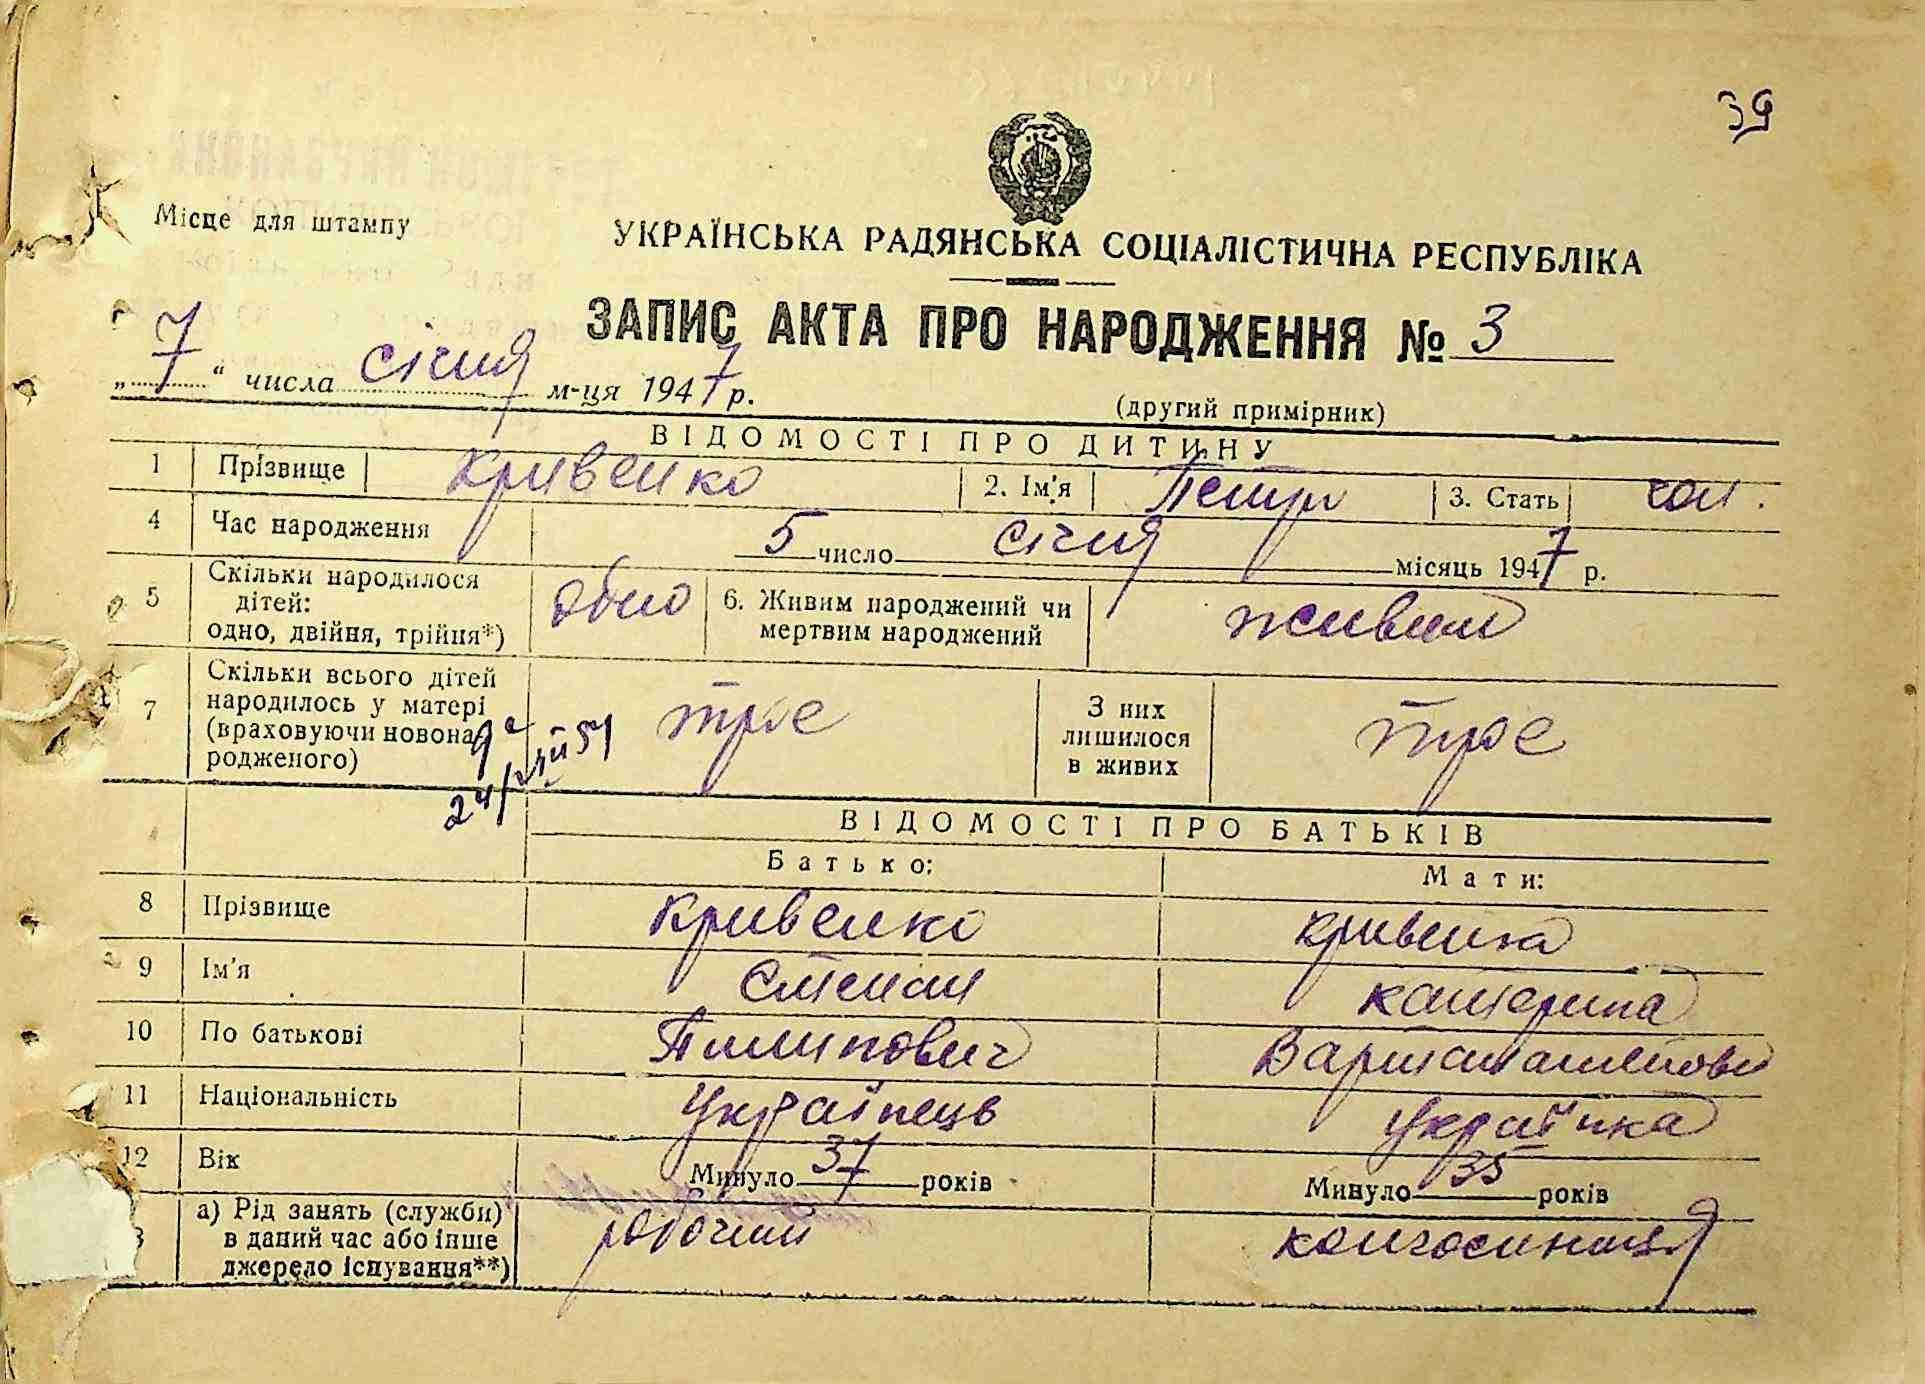 39
Місце для штампу
УКРАЇНСЬКА РАДЯНСЬКА СОЦІАЛІСТИЧНА РЕСПУБЛІКА
ЗАПИС АКТА ПРО НАРОДЖЕННЯ № 3
„7“ числа січня м-ця 1947 р.
(другий примірник)
ВІДОМОСТІ ПРО ДИТИНУ
1 Прізвище Кривенко 2. Ім'я Петро 3. Стать чол.
4 Час народження 5 число січня місяць 1947 р.
5 Скільки народилося дітей: одно, двійня, трійня*) одно 6. Живим народжений чи мертвим народжений живим
7 Скільки всього дітей народилось у матері (враховуючи новонародженого) троє З них лишилося в живих троє
ВІДОМОСТІ ПРО БАТЬКІВ
Батько: Мати:
8 Прізвище Кривенко Кривенко
9 Ім'я Степан Катерина
10 По батькові Пилипович
11 Національність Українець Українка
12 Вік Минуло 37 років Минуло 35 років
а) Рід занять (служби) в даний час або інше джерело існування**) робочий колгосниця